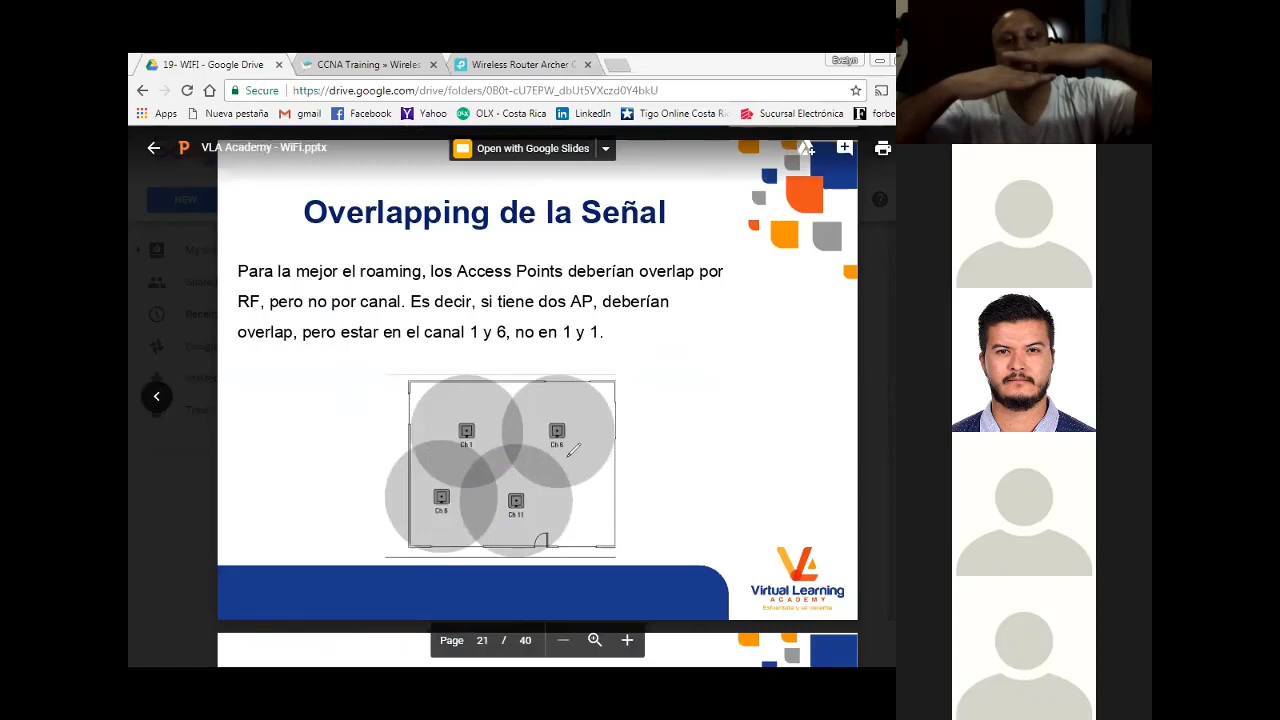 19- WIFI - Google Drive
CCNA Training » Wireles
Wireless Router Archer C
Evelyn
Secure
https://drive.google.com/drive/folders/0B0t-cU7EPW_dbUt5VXczd0Y4bkU
Apps
Nueva pestaña
gmail
Facebook
Yahoo
OLX - Costa Rica
LinkedIn
Tigo Online Costa Ri
Sucursal Electrónica
forbe
VLA Academy - WiFi.pptx
Open with Google Slides
NEW
Overlapping de la Señal
Para la mejor el roaming, los Access Points deberían overlap por
RF, pero no por canal. Es decir, si tiene dos AP, deberían
overlap, pero estar en el canal 1 y 6, no en 1 y 1.
Ch 1
Ch 6
Ch 11
Virtual Learning
ACADEMY
Page 21 / 40